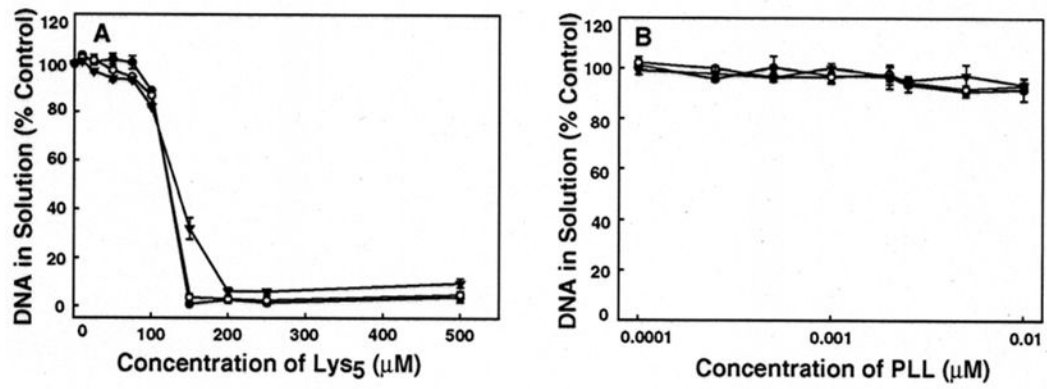 A
DNA in Solution (% Control)
120
100
80
60
40
20
0
0 100 200 300 400 500
Concentration of Lys5 (μM)
B
DNA in Solution (% Control)
120
100
80
60
40
20
0
0.0001 0.001 0.01
Concentration of PLL (μM)